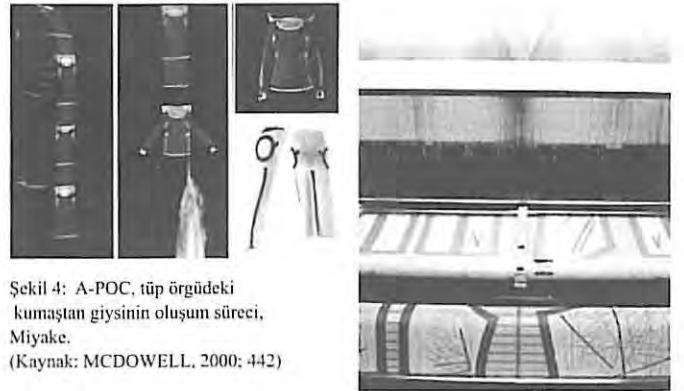 Şekil 4: A-POC, tüp örgüdeki
kumaştan giysinin oluşum süreci,
Miyake.
(Kaynak: MCDOWELL, 2000; 442)